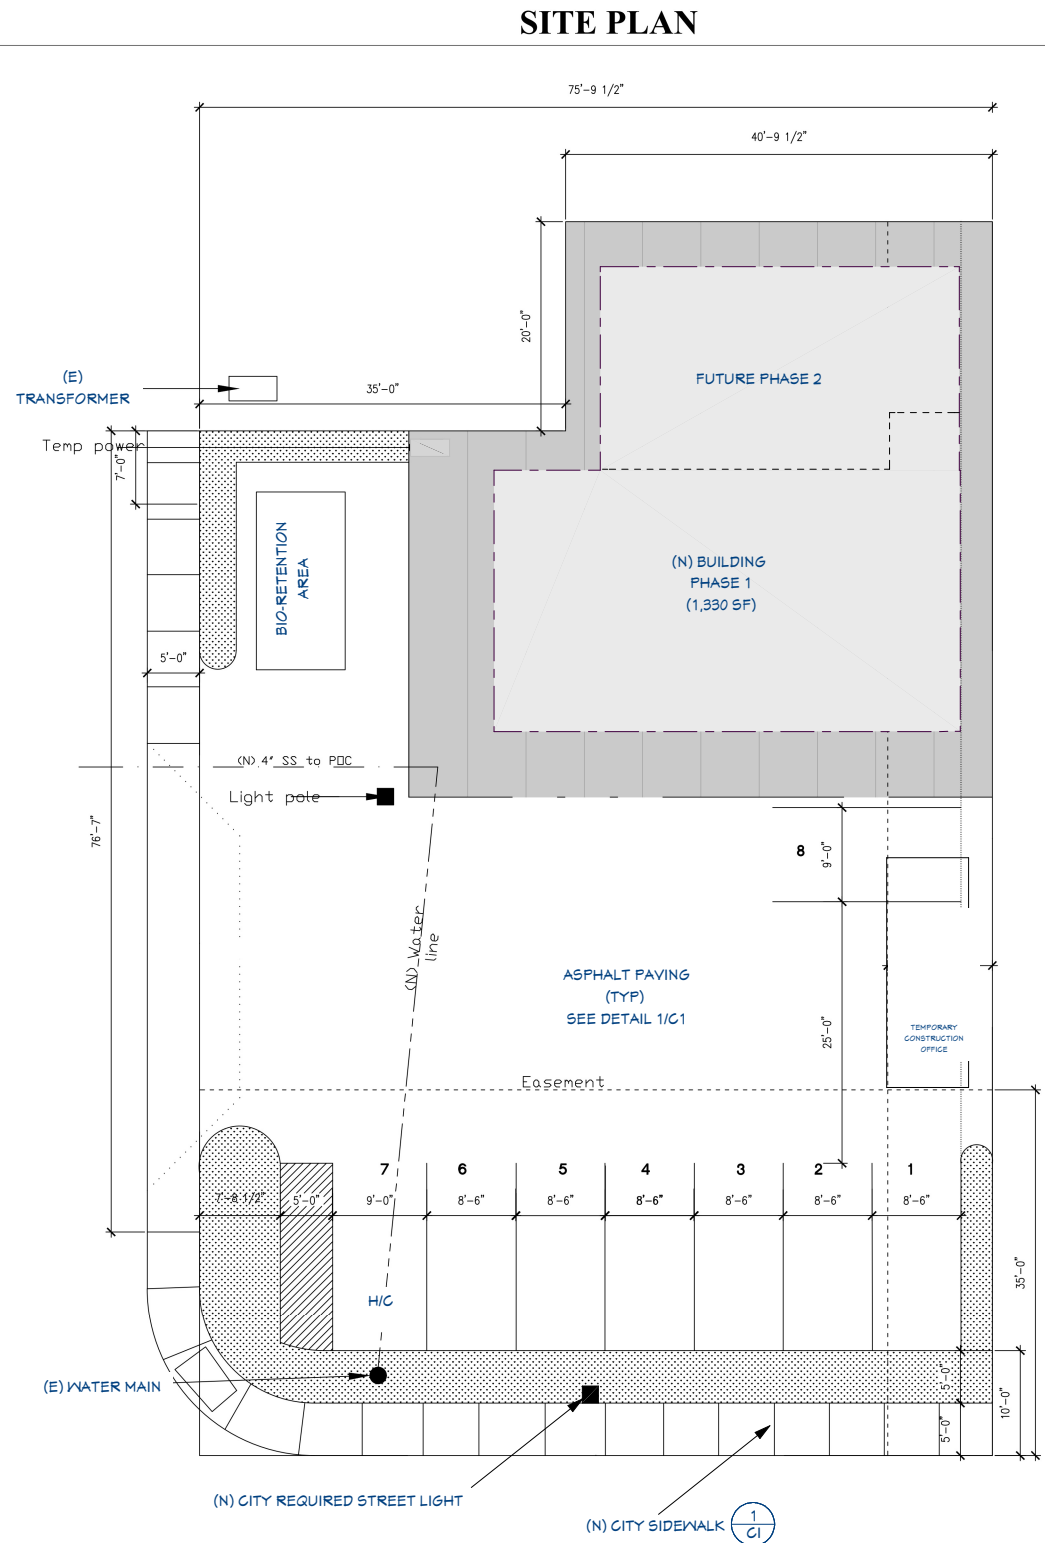 SITE PLAN
75'-9 1/2"
40'-9 1/2"
20'-0"
(E)
TRANSFORMER
35'-0"
FUTURE PHASE 2
Temp power
7'-0"
BIO-RETENTION
AREA
(N) BUILDING
PHASE 1
(1,330 SF)
5'-0"
(N) 4" SS to POC
Light pole
76'-7"
8
9'-0"
(N) Water
line
ASPHALT PAVING
(TYP)
SEE DETAIL 1/C1
25'-0"
TEMPORARY
CONSTRUCTION
OFFICE
Easement
7 6 5 4 3 2 1
7'-8 1/2" 5'-0" 9'-0" 8'-6" 8'-6" 8'-6" 8'-6" 8'-6" 8'-6"
35'-0"
H/C
(E) WATER MAIN
5'-0"
10'-0"
5'-0"
(N) CITY REQUIRED STREET LIGHT
(N) CITY SIDEWALK
1
C1